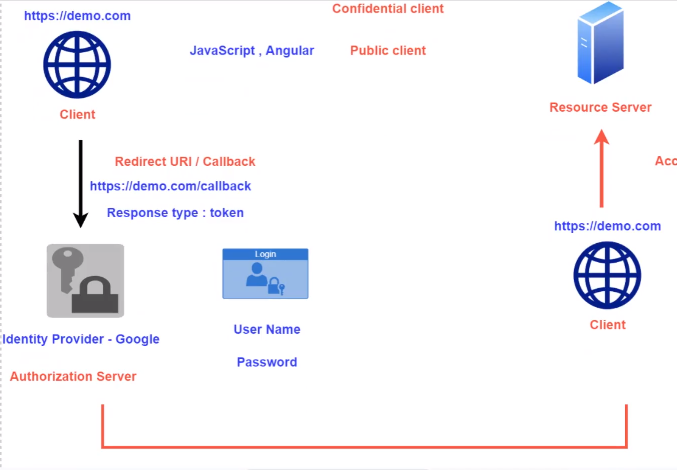 https://demo.com
Confidential client
JavaScript , Angular
Public client
Client
Resource Server
Redirect URI / Callback
https://demo.com/callback
Response type : token
Acc
https://demo.com
Login
Client
User Name
Identity Provider - Google
Password
Authorization Server